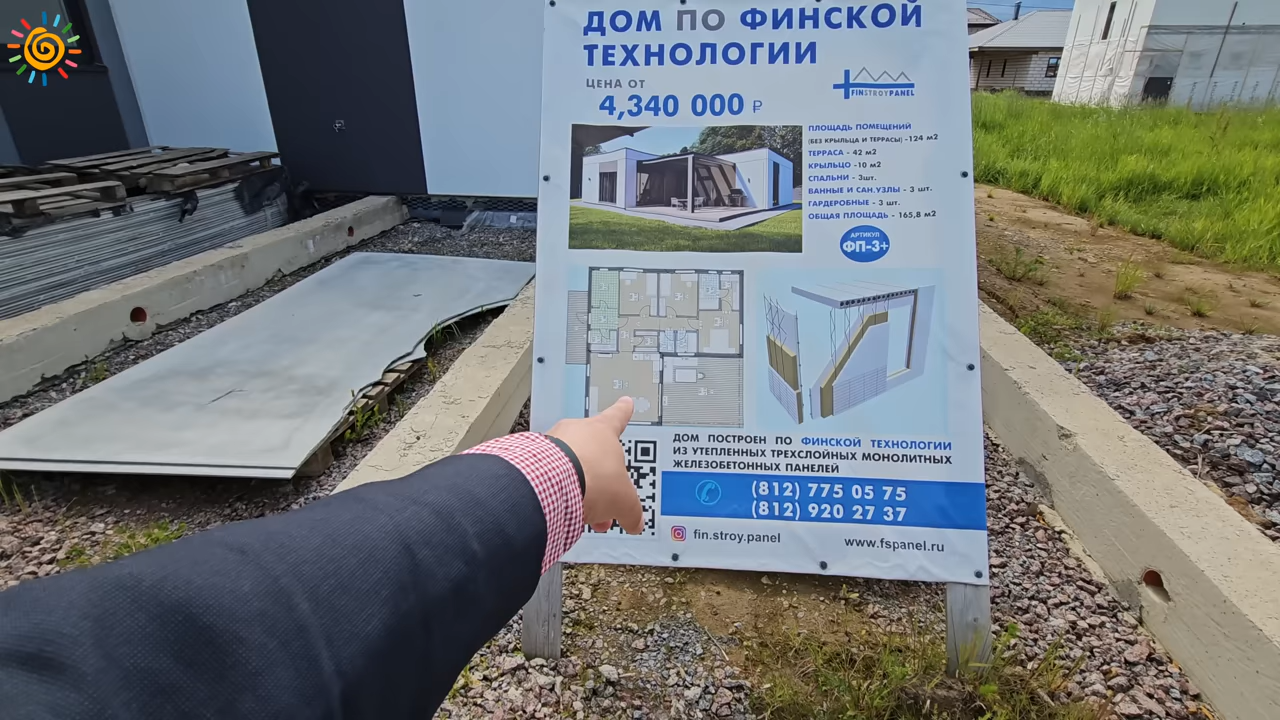 ДОМ ПО ФИНСКОЙ
ТЕХНОЛОГИИ
ЦЕНА ОТ
4,340 000 ₽
FINSTROYPANEL
ПЛОЩАДЬ ПОМЕЩЕНИЙ
(БЕЗ КРЫЛЬЦА И ТЕРРАСЫ) -124 м2
ТЕРРАСА - 42 м2
КРЫЛЬЦО -10 м2
СПАЛЬНИ - 3шт.
ВАННЫЕ И САН.УЗЛЫ - 3 шт.
ГАРДЕРОБНЫЕ - 3 шт.
ОБЩАЯ ПЛОЩАДЬ - 165,8 м2
АРТИКУЛ
ФП-3+
ДОМ ПОСТРОЕН ПО ФИНСКОЙ ТЕХНОЛОГИИ
ИЗ УТЕПЛЕННЫХ ТРЕХСЛОЙНЫХ МОНОЛИТНЫХ
ЖЕЛЕЗОБЕТОННЫХ ПАНЕЛЕЙ
(812) 775 05 75
(812) 920 27 37
fin.stroy.panel
www.fspanel.ru